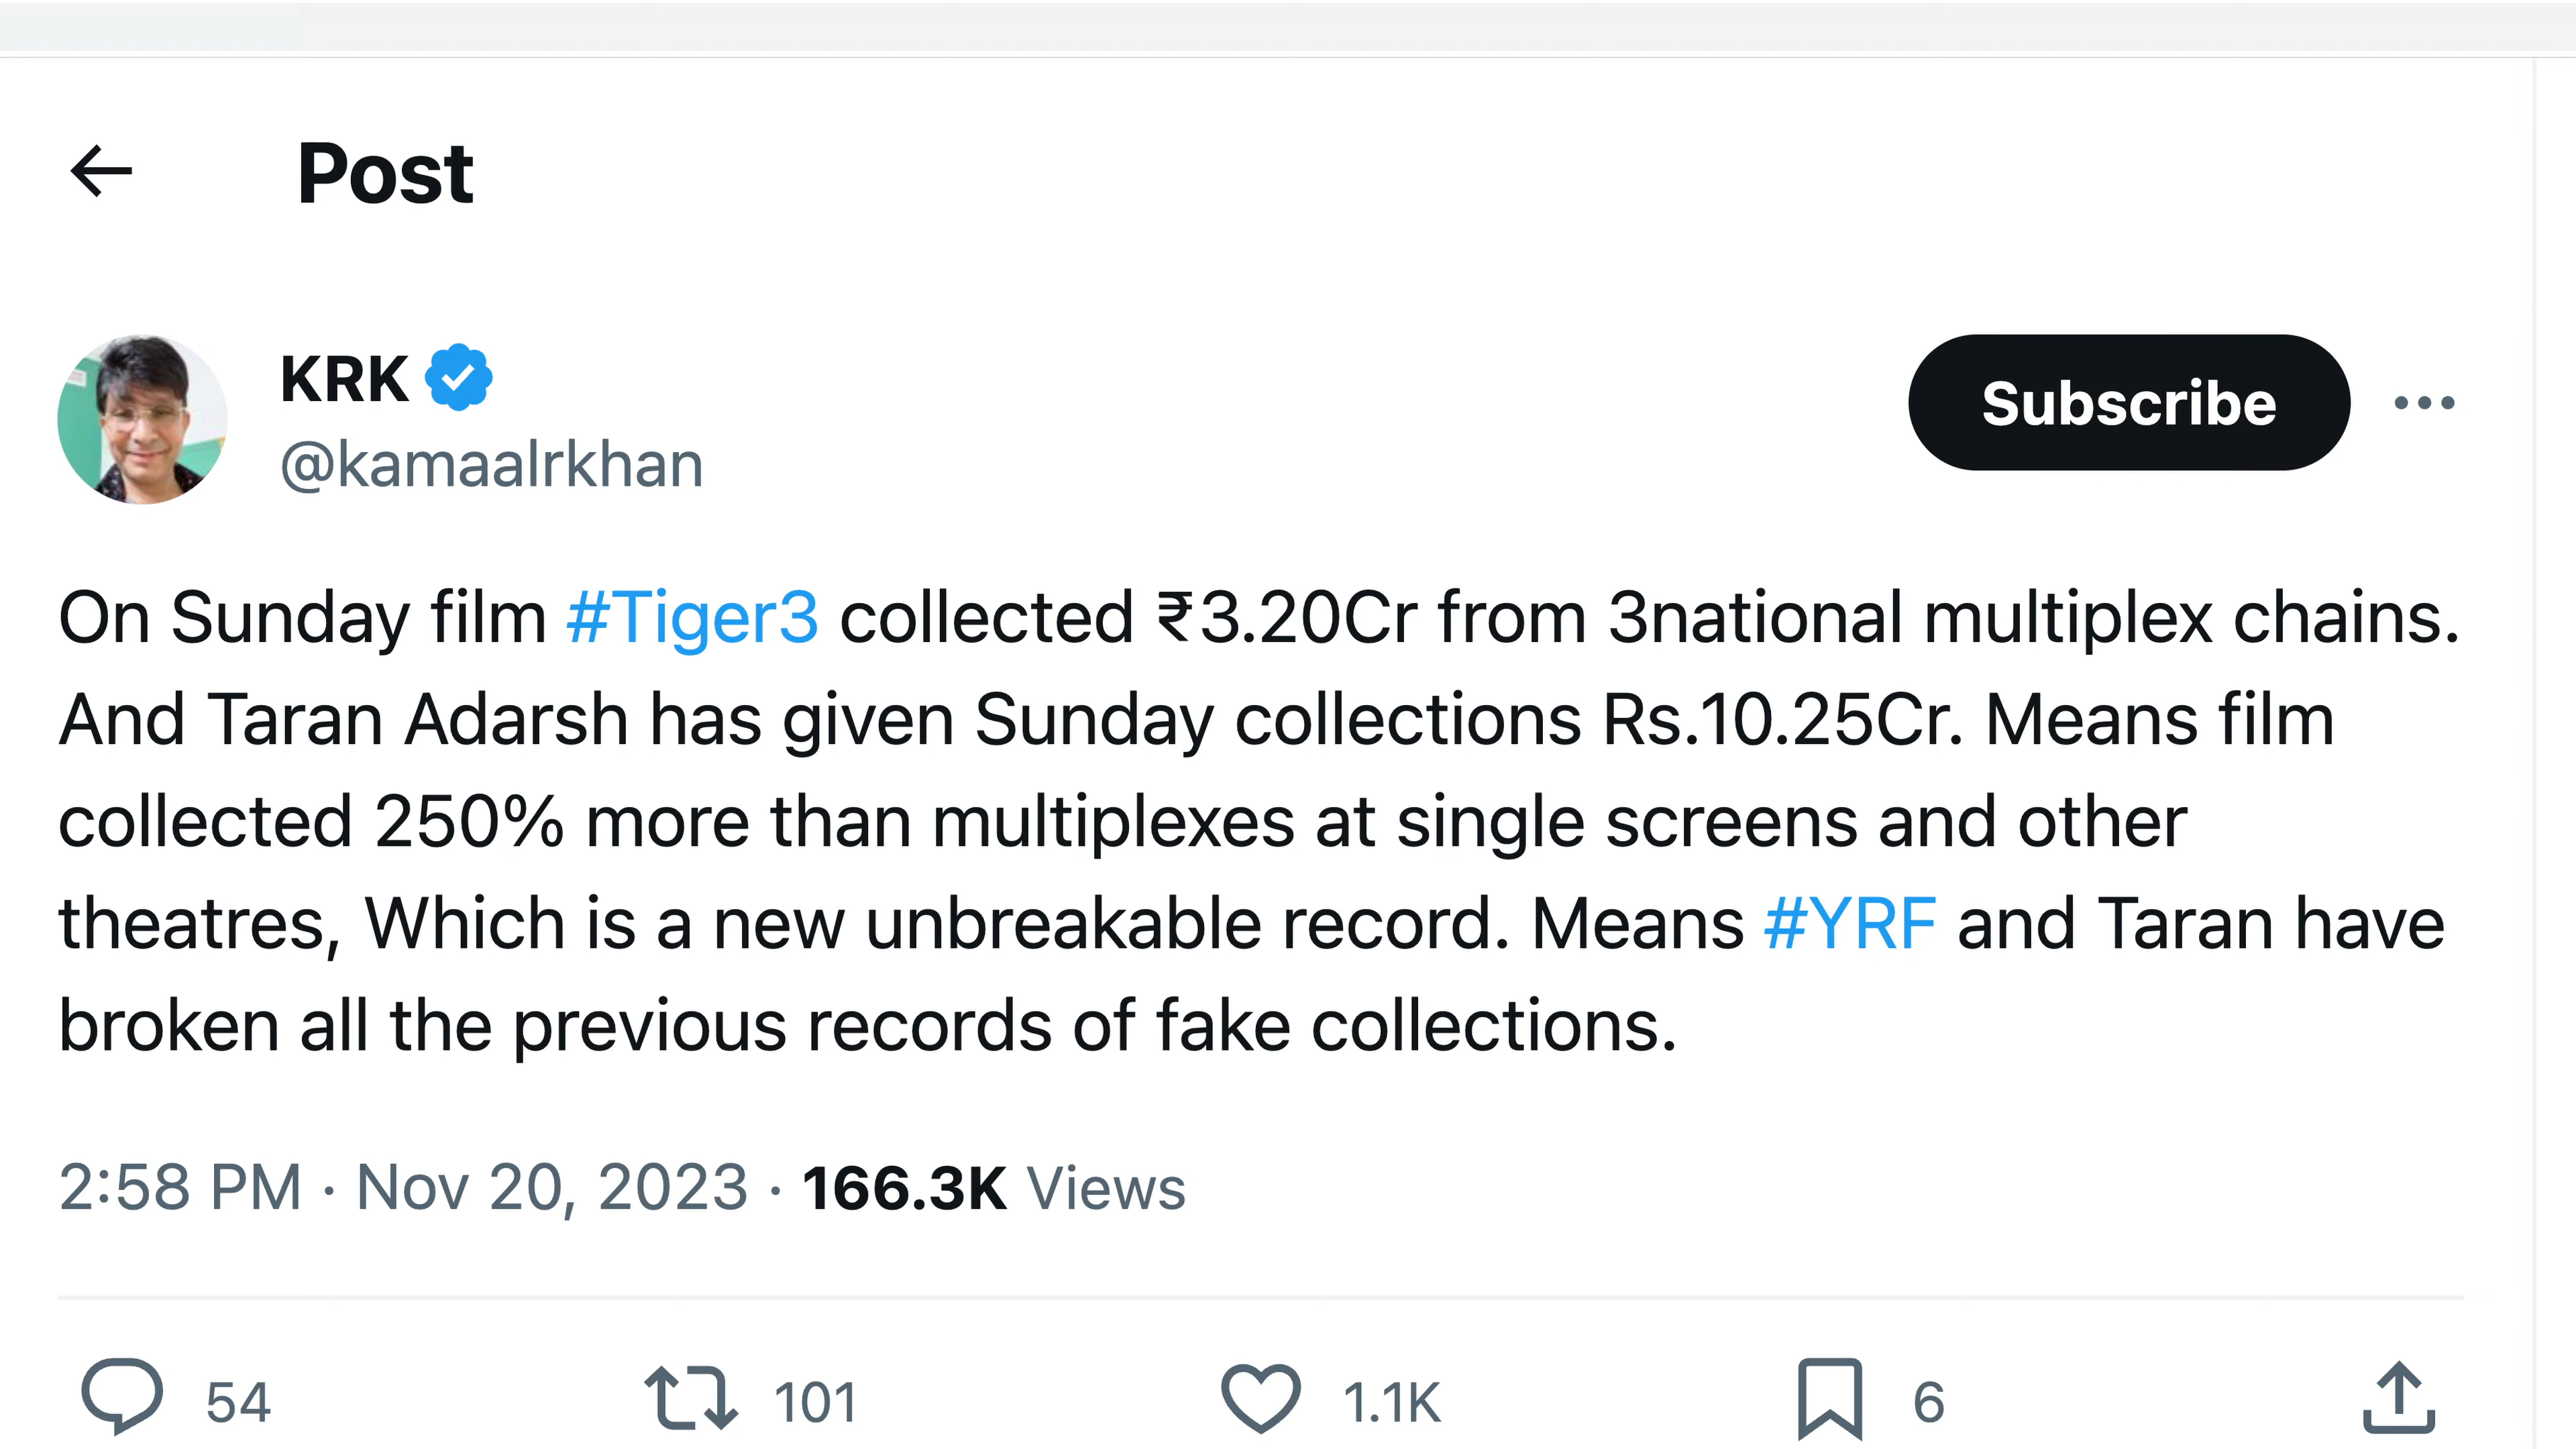 Post
KRK
@kamaalrkhan
Subscribe
On Sunday film #Tiger3 collected ₹3.20Cr from 3national multiplex chains.
And Taran Adarsh has given Sunday collections Rs.10.25Cr. Means film
collected 250% more than multiplexes at single screens and other
theatres, Which is a new unbreakable record. Means #YRF and Taran have
broken all the previous records of fake collections.
2:58 PM · Nov 20, 2023 · 166.3K Views
54 101 1.1K 6